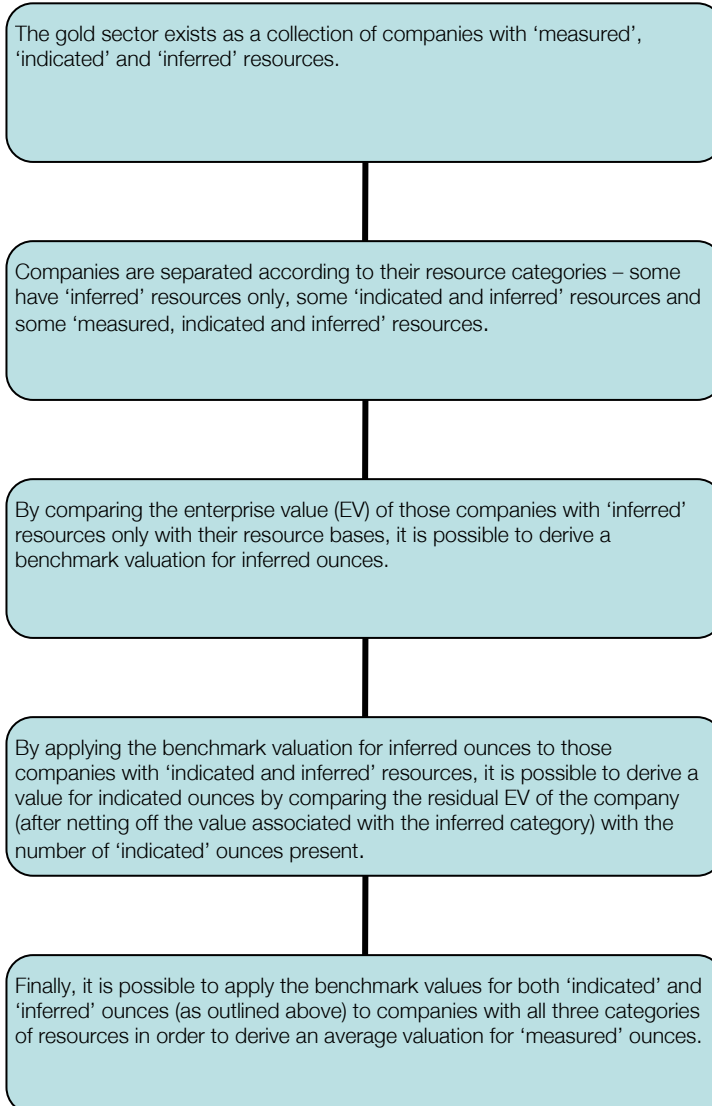 The gold sector exists as a collection of companies with ‘measured’,
‘indicated’ and ‘inferred’ resources.
Companies are separated according to their resource categories – some
have ‘inferred’ resources only, some ‘indicated and inferred’ resources and
some ‘measured, indicated and inferred’ resources.
By comparing the enterprise value (EV) of those companies with ‘inferred’
resources only with their resource bases, it is possible to derive a
benchmark valuation for inferred ounces.
By applying the benchmark valuation for inferred ounces to those
companies with ‘indicated and inferred’ resources, it is possible to derive a
value for indicated ounces by comparing the residual EV of the company
(after netting off the value associated with the inferred category) with the
number of ‘indicated’ ounces present.
Finally, it is possible to apply the benchmark values for both ‘indicated’ and
‘inferred’ ounces (as outlined above) to companies with all three categories
of resources in order to derive an average valuation for ‘measured’ ounces.